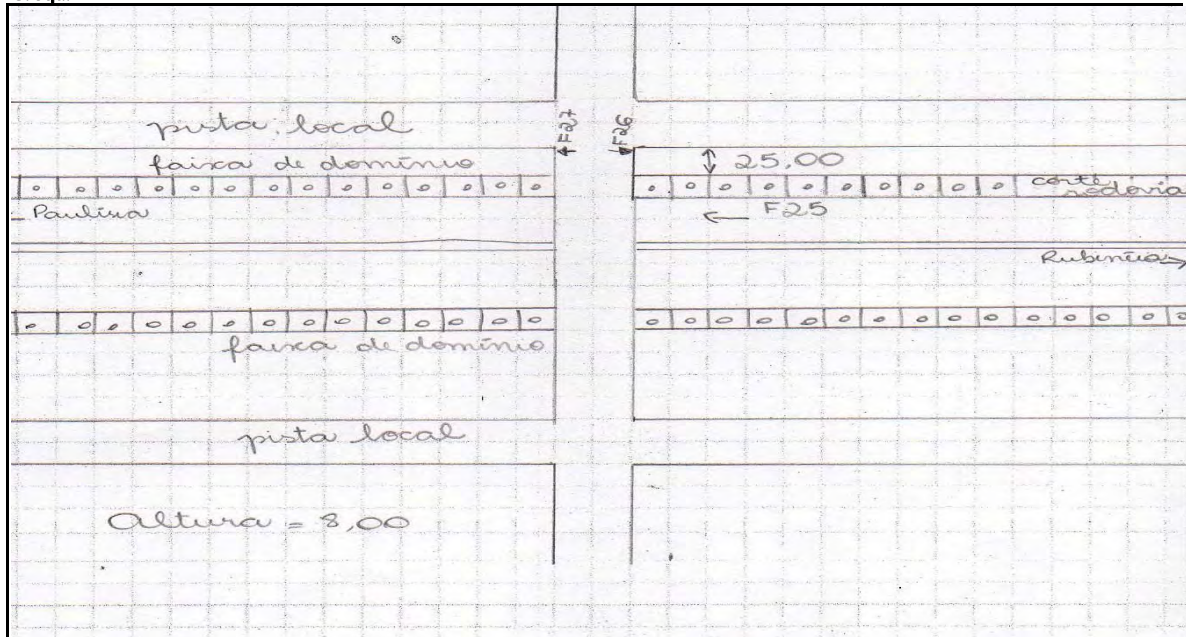 pista local
faixa de domínio
F27
F26
25,00
corte rodovia
Paulina
← F25
Rubinéia→
faixa de domínio
pista local
Altura = 8,00